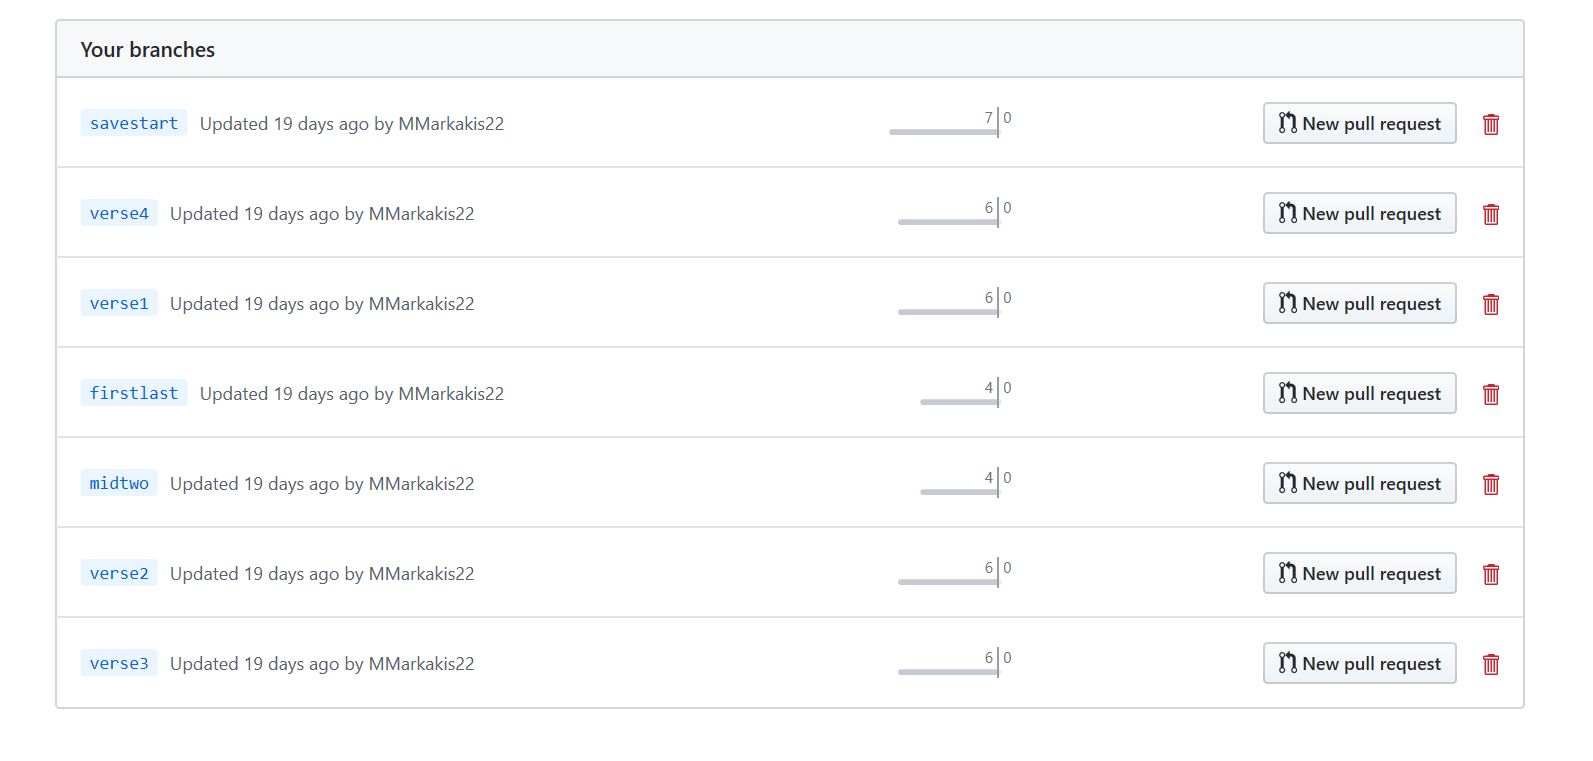 Your branches
savestart Updated 19 days ago by MMarkakis22 7 0 New pull request
verse4 Updated 19 days ago by MMarkakis22 6 0 New pull request
verse1 Updated 19 days ago by MMarkakis22 6 0 New pull request
firstlast Updated 19 days ago by MMarkakis22 4 0 New pull request
midtwo Updated 19 days ago by MMarkakis22 4 0 New pull request
verse2 Updated 19 days ago by MMarkakis22 6 0 New pull request
verse3 Updated 19 days ago by MMarkakis22 6 0 New pull request